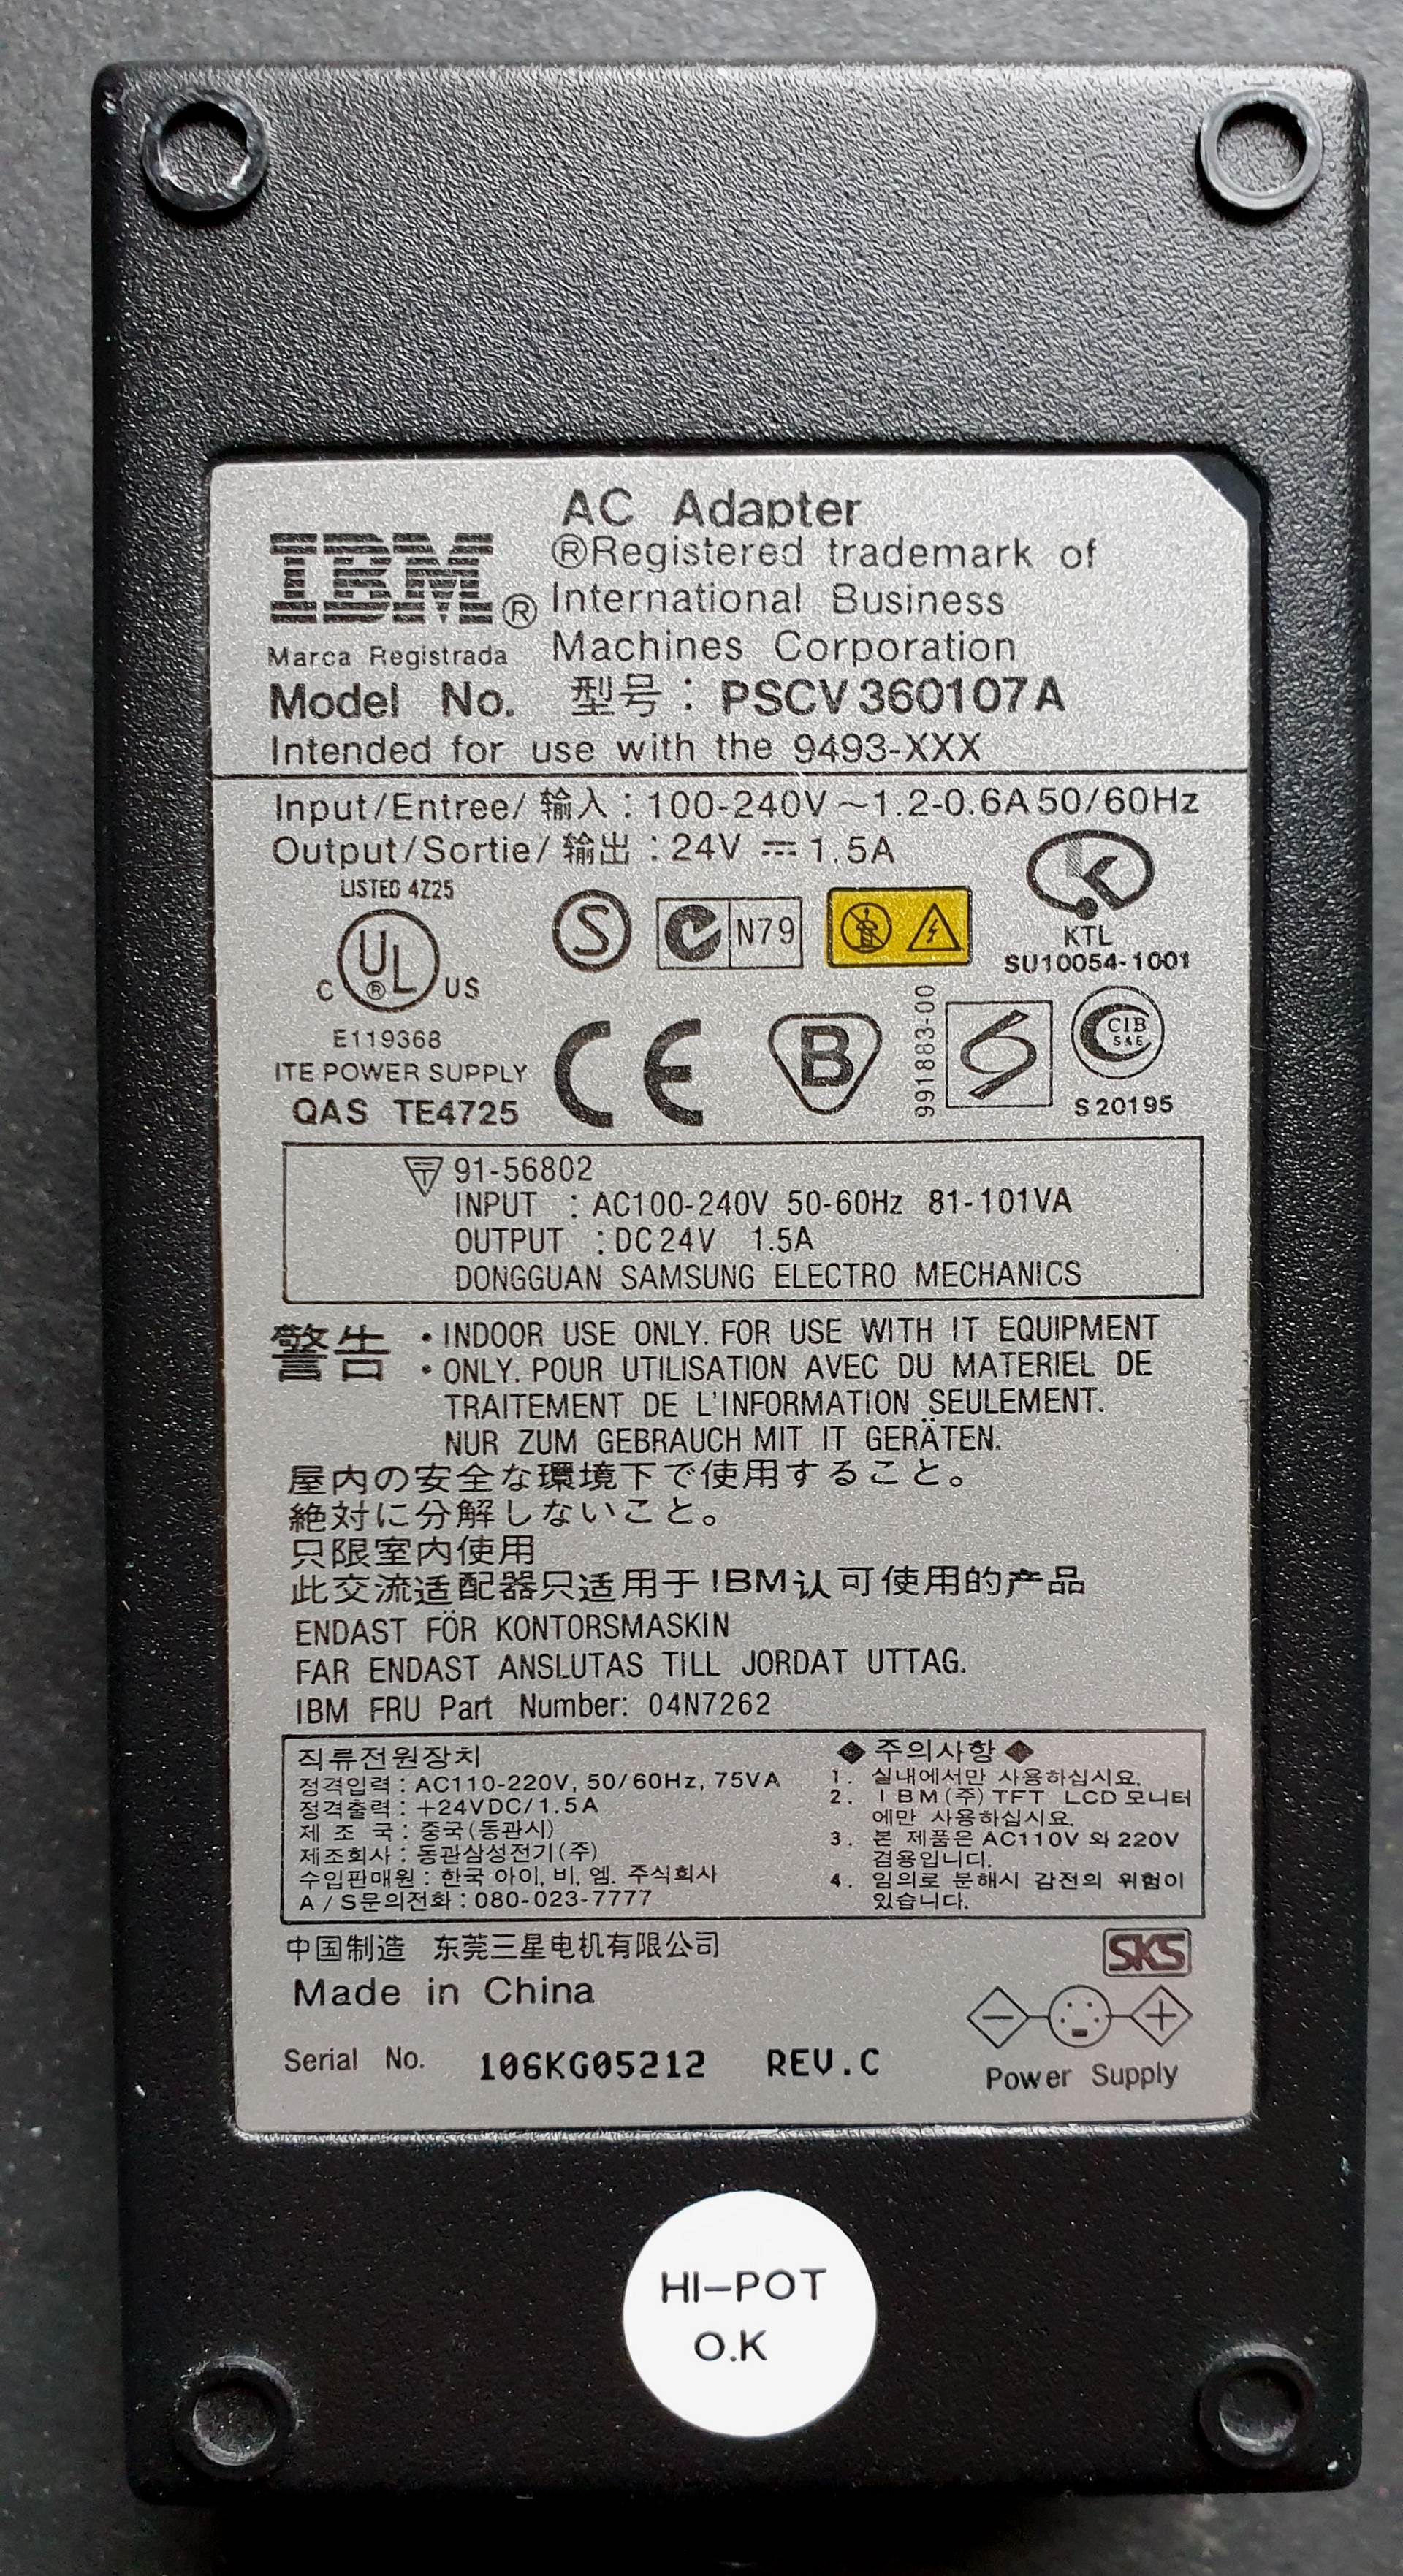 AC Adapter
IBM® ®Registered trademark of
International Business
Marca Registrada Machines Corporation
Model No. 型号: PSCV360107A
Intended for use with the 9493-XXX
Input/Entree/输入: 100-240V ~1.2-0.6A 50/60Hz
Output/Sortie/输出: 24V ⎓ 1.5A
LISTED 4Z25
C UL® US
S
N79
KTL
SU10054-1001
E119368
ITE POWER SUPPLY
QAS TE4725
CE
B
991883-00
CIB
S&E
S20195
91-56802
INPUT : AC100-240V 50-60Hz 81-101VA
OUTPUT : DC24V 1.5A
DONGGUAN SAMSUNG ELECTRO MECHANICS
警告 • INDOOR USE ONLY. FOR USE WITH IT EQUIPMENT
• ONLY. POUR UTILISATION AVEC DU MATERIEL DE
TRAITEMENT DE L'INFORMATION SEULEMENT.
NUR ZUM GEBRAUCH MIT IT GERÄTEN.
屋内の安全な環境下で使用すること。
絶対に分解しないこと。
只限室内使用
此交流适配器只适用于IBM认可使用的产品
ENDAST FÖR KONTORSMASKIN
FAR ENDAST ANSLUTAS TILL JORDAT UTTAG.
IBM FRU Part Number: 04N7262
직류전원장치
정격입력 : AC110-220V, 50/60Hz, 75VA
정격출력 : +24VDC/1.5A
제 조 국 : 중국(동관시)
제조회사 : 동관삼성전기(주)
수입판매원 : 한국 아이, 비, 엠. 주식회사
A/S문의전화 : 080-023-7777
◆ 주의사항 ◆
1. 실내에서만 사용하십시요.
2. IBM(주) TFT LCD 모니터
에만 사용하십시요.
3. 본 제품은 AC110V 와 220V
겸용입니디.
4. 임의로 분해시 감전의 위험이
있습니다.
中国制造 东莞三星电机有限公司
SKS
Made in China
Serial No. 106KG05212 REV.C
Power Supply
HI-POT
O.K